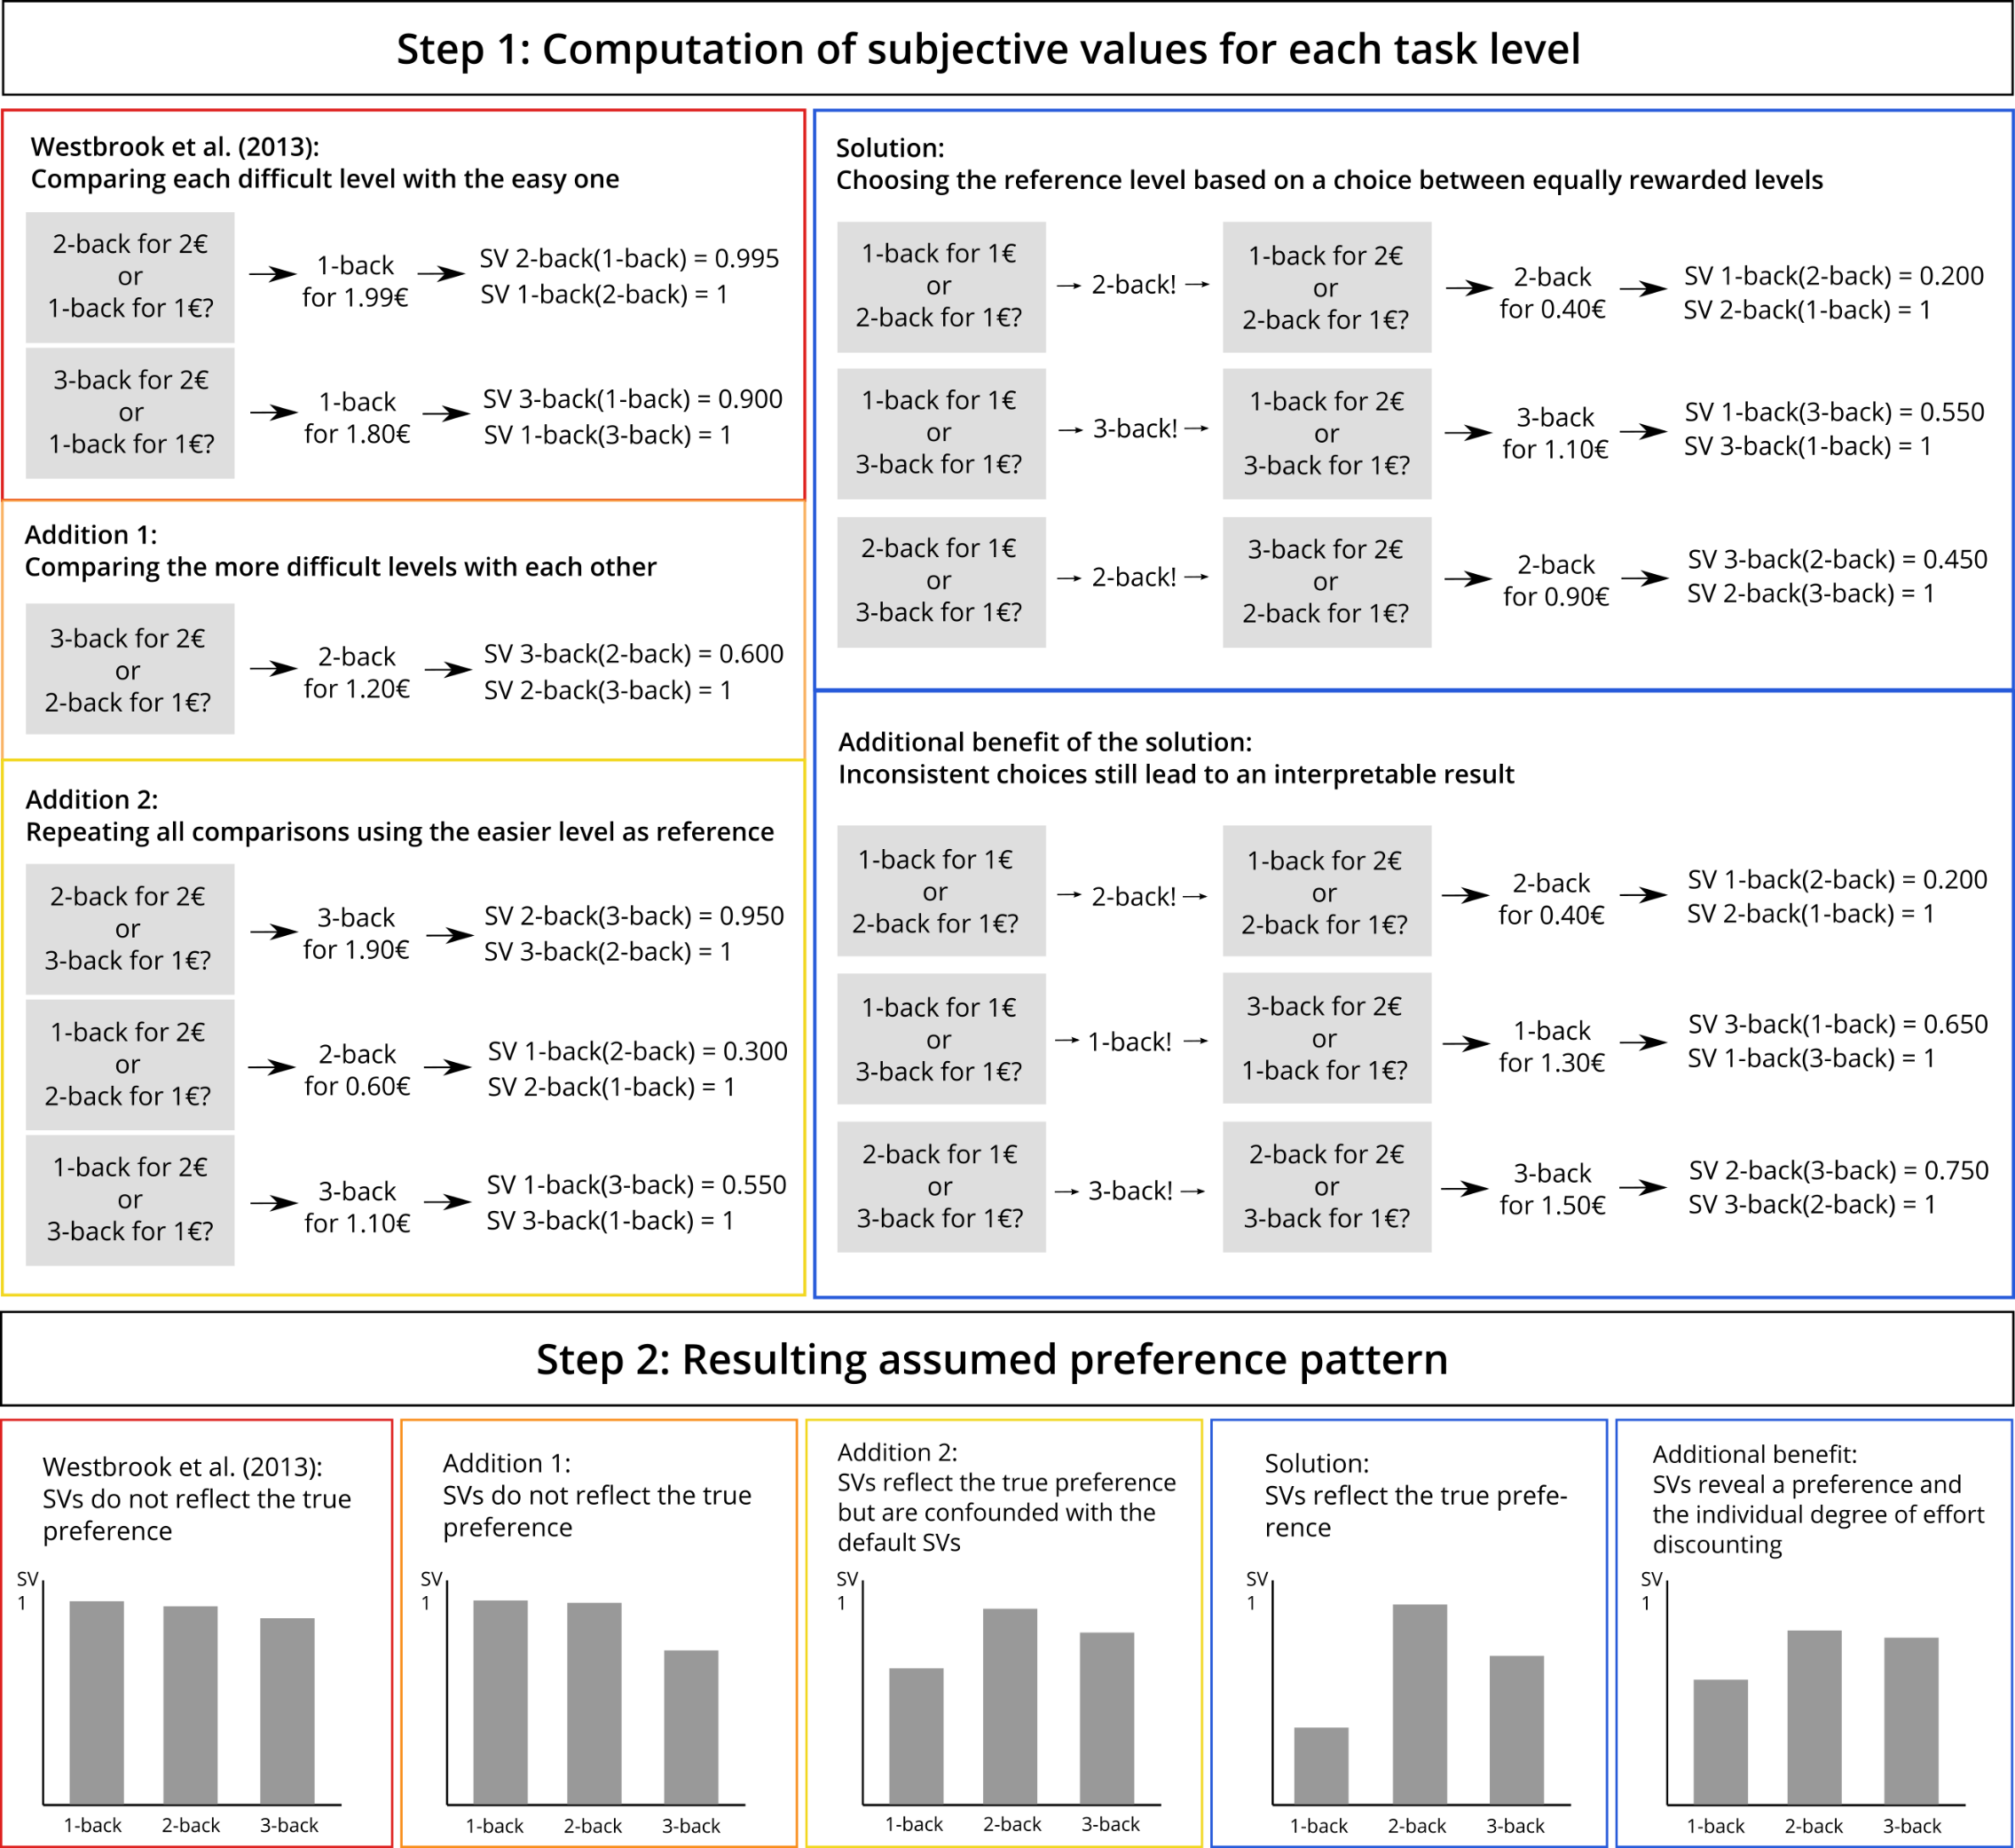 Step 1: Computation of subjective values for each task level
Westbrook et al. (2013):
Comparing each difficult level with the easy one
2-back for 2€
or
1-back for 1€?
1-back
for 1.99€
SV 2-back(1-back) = 0.995
SV 1-back(2-back) = 1
3-back for 2€
or
1-back for 1€?
1-back
for 1.80€
SV 3-back(1-back) = 0.900
SV 1-back(3-back) = 1
Addition 1:
Comparing the more difficult levels with each other
3-back for 2€
or
2-back for 1€?
2-back
for 1.20€
SV 3-back(2-back) = 0.600
SV 2-back(3-back) = 1
Addition 2:
Repeating all comparisons using the easier level as reference
2-back for 2€
or
3-back for 1€?
3-back
for 1.90€
SV 2-back(3-back) = 0.950
SV 3-back(2-back) = 1
1-back for 2€
or
2-back for 1€?
2-back
for 0.60€
SV 1-back(2-back) = 0.300
SV 2-back(1-back) = 1
1-back for 2€
or
3-back for 1€?
3-back
for 1.10€
SV 1-back(3-back) = 0.550
SV 3-back(1-back) = 1
Solution:
Choosing the reference level based on a choice between equally rewarded levels
1-back for 1€
or
2-back for 1€?
2-back!
1-back for 2€
or
2-back for 1€?
2-back
for 0.40€
SV 1-back(2-back) = 0.200
SV 2-back(1-back) = 1
1-back for 1€
or
3-back for 1€?
3-back!
1-back for 2€
or
3-back for 1€?
3-back
for 1.10€
SV 1-back(3-back) = 0.550
SV 3-back(1-back) = 1
2-back for 1€
or
3-back for 1€?
2-back!
3-back for 2€
or
2-back for 1€?
2-back
for 0.90€
SV 3-back(2-back) = 0.450
SV 2-back(3-back) = 1
Additional benefit of the solution:
Inconsistent choices still lead to an interpretable result
1-back for 1€
or
2-back for 1€?
2-back!
1-back for 2€
or
2-back for 1€?
2-back
for 0.40€
SV 1-back(2-back) = 0.200
SV 2-back(1-back) = 1
1-back for 1€
or
3-back for 1€?
1-back!
3-back for 2€
or
1-back for 1€?
1-back
for 1.30€
SV 3-back(1-back) = 0.650
SV 1-back(3-back) = 1
2-back for 1€
or
3-back for 1€?
3-back!
2-back for 2€
or
3-back for 1€?
3-back
for 1.50€
SV 2-back(3-back) = 0.750
SV 3-back(2-back) = 1
Step 2: Resulting assumed preference pattern
Westbrook et al. (2013):
SVs do not reflect the true
preference
SV
1
1-back 2-back 3-back
Addition 1:
SVs do not reflect the true
preference
SV
1
1-back 2-back 3-back
Addition 2:
SVs reflect the true preference
but are confounded with the
default SVs
SV
1
1-back 2-back 3-back
Solution:
SVs reflect the true prefe-
rence
SV
1
1-back 2-back 3-back
Additional benefit:
SVs reveal a preference and
the individual degree of effort
discounting
SV
1
1-back 2-back 3-back